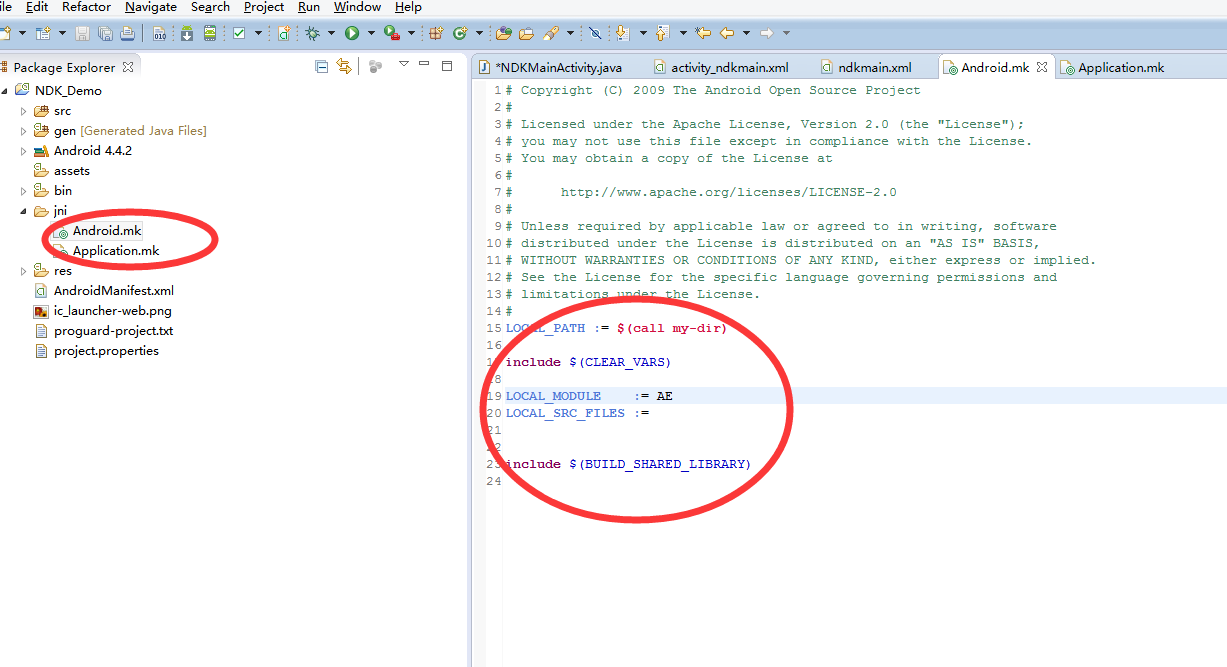 ile Edit Refactor Navigate Search Project Run Window Help
Package Explorer
*NDKMainActivity.java activity_ndkmain.xml ndkmain.xml Android.mk Application.mk
NDK_Demo
src
gen [Generated Java Files]
Android 4.4.2
assets
bin
jni
Android.mk
Application.mk
res
AndroidManifest.xml
ic_launcher-web.png
proguard-project.txt
project.properties
1 # Copyright (C) 2009 The Android Open Source Project
2 #
3 # Licensed under the Apache License, Version 2.0 (the "License");
4 # you may not use this file except in compliance with the License.
5 # You may obtain a copy of the License at
6 #
7 #      http://www.apache.org/licenses/LICENSE-2.0
8 #
9 # Unless required by applicable law or agreed to in writing, software
10 # distributed under the License is distributed on an "AS IS" BASIS,
11 # WITHOUT WARRANTIES OR CONDITIONS OF ANY KIND, either express or implied.
12 # See the License for the specific language governing permissions and
13 # limitations under the License.
14 #
15 LOCAL_PATH := $(call my-dir)
16
17 include $(CLEAR_VARS)
18
19 LOCAL_MODULE    := AE
20 LOCAL_SRC_FILES :=
21
22
23 include $(BUILD_SHARED_LIBRARY)
24